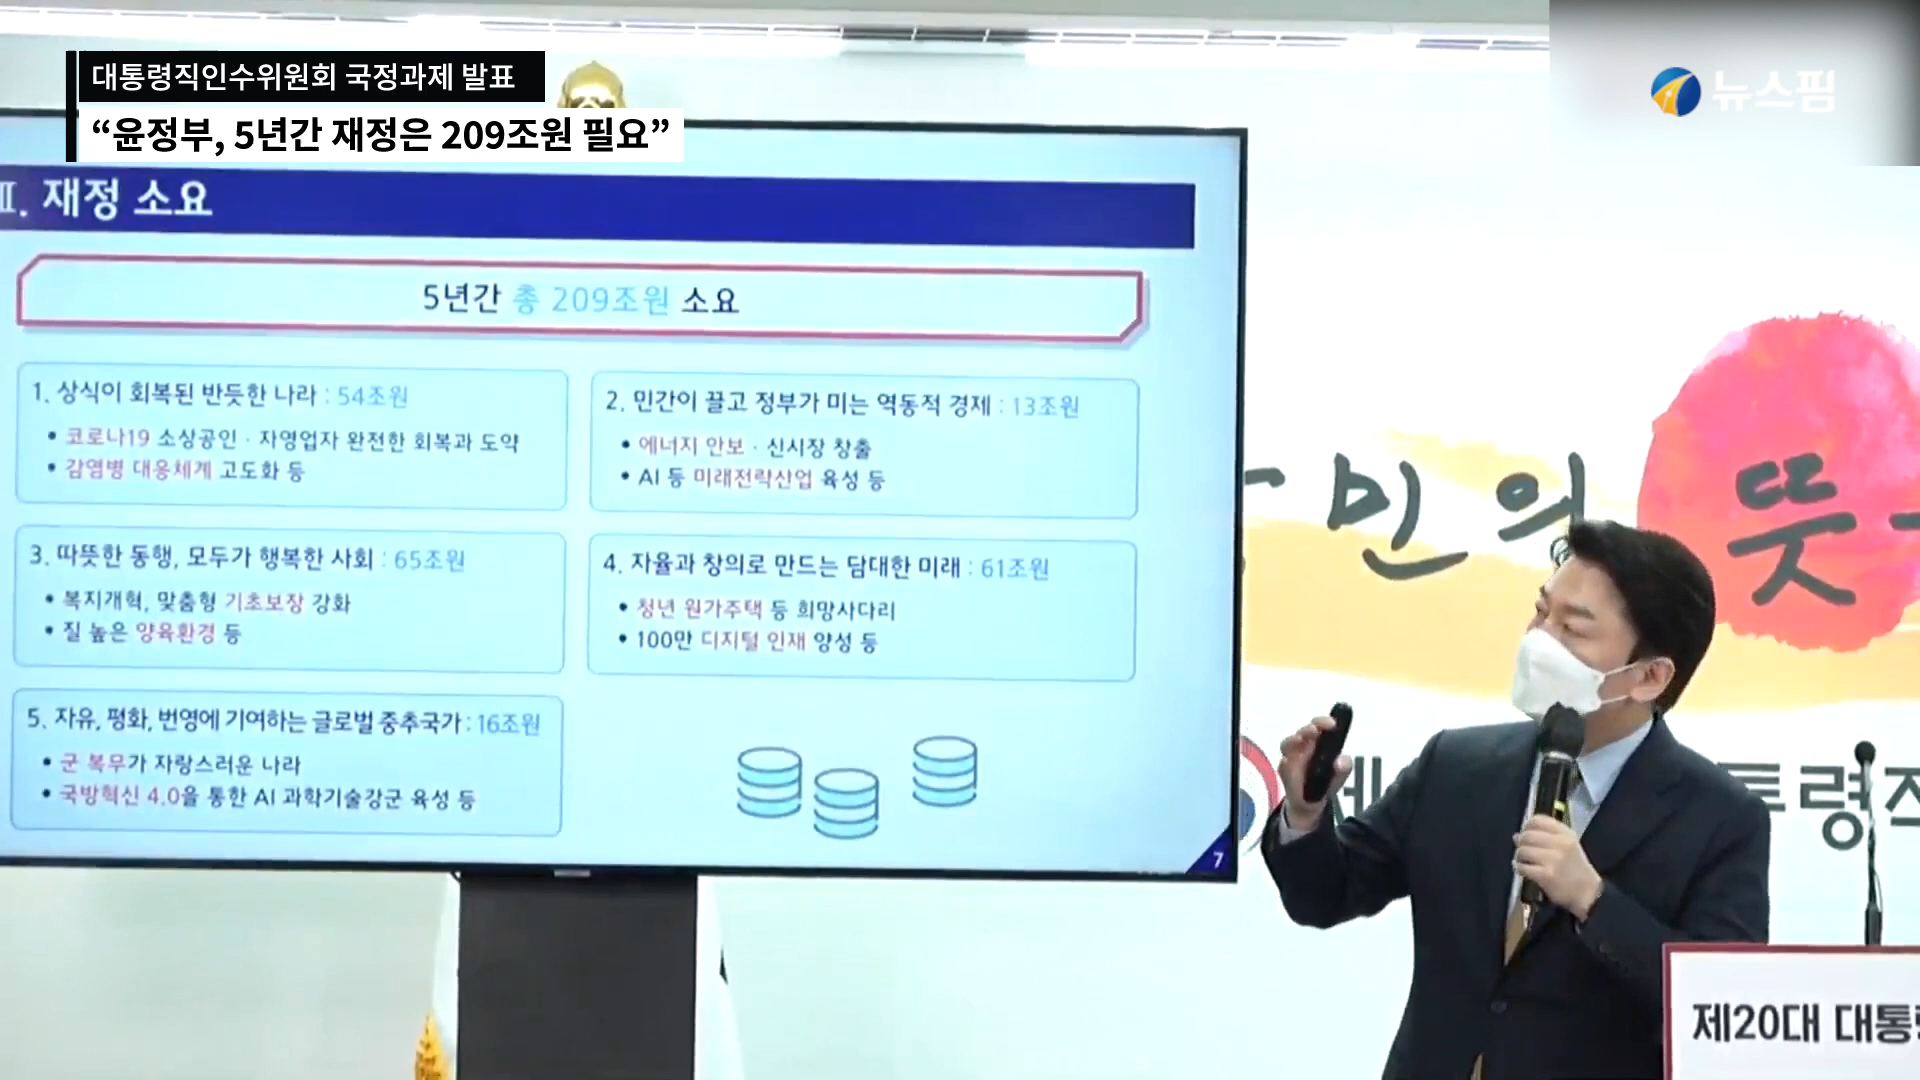 대통령직인수위원회 국정과제 발표
“윤정부, 5년간 재정은 209조원 필요”
뉴스핌
Ⅱ. 재정 소요
5년간 총 209조원 소요
1. 상식이 회복된 반듯한 나라 : 54조원
• 코로나19 소상공인 · 자영업자 완전한 회복과 도약
• 감염병 대응체계 고도화 등
2. 민간이 끌고 정부가 미는 역동적 경제 : 13조원
• 에너지 안보 · 신시장 창출
• AI 등 미래전략산업 육성 등
3. 따뜻한 동행, 모두가 행복한 사회 : 65조원
• 복지개혁, 맞춤형 기초보장 강화
• 질 높은 양육환경 등
4. 자율과 창의로 만드는 담대한 미래 : 61조원
• 청년 원가주택 등 희망사다리
• 100만 디지털 인재 양성 등
5. 자유, 평화, 번영에 기여하는 글로벌 중추국가 : 16조원
• 군 복무가 자랑스러운 나라
• 국방혁신 4.0을 통한 AI 과학기술강군 육성 등
7
민의 뜻
제
통령직
제20대 대통